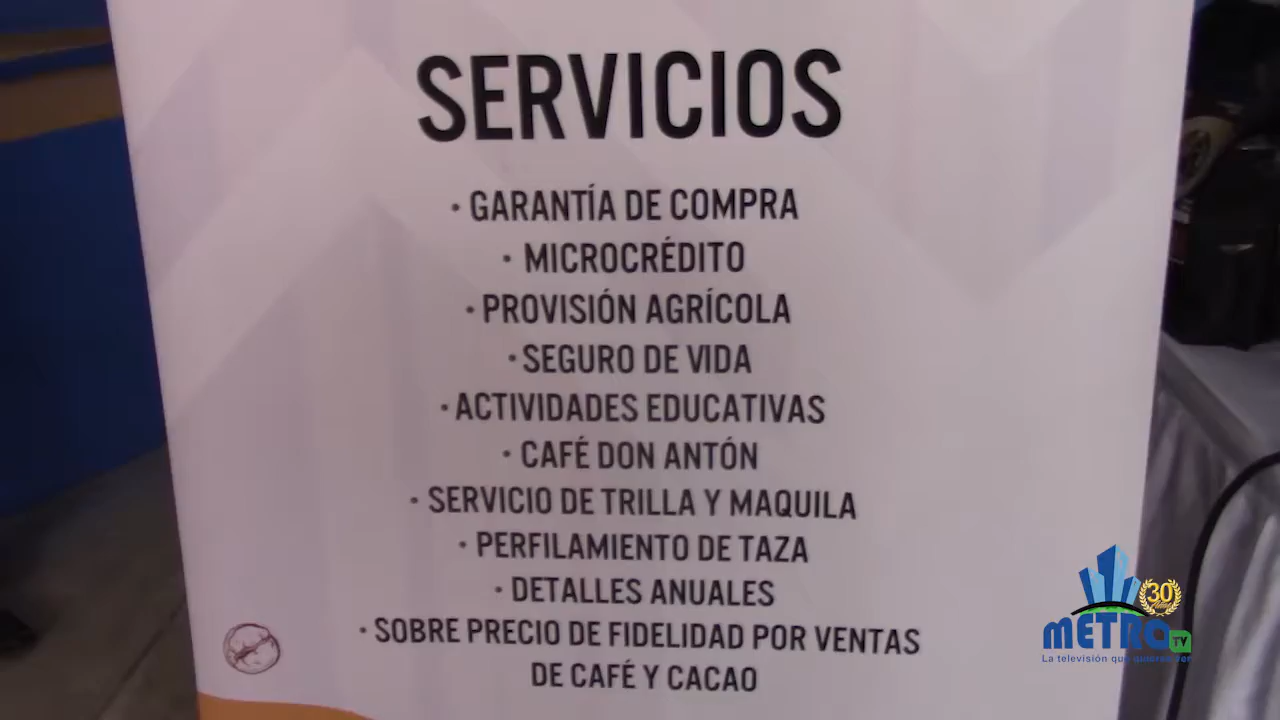 SERVICIOS
· GARANTÍA DE COMPRA
· MICROCRÉDITO
· PROVISIÓN AGRÍCOLA
· SEGURO DE VIDA
· ACTIVIDADES EDUCATIVAS
· CAFÉ DON ANTÓN
· SERVICIO DE TRILLA Y MAQUILA
· PERFILAMIENTO DE TAZA
· DETALLES ANUALES
· SOBRE PRECIO DE FIDELIDAD POR VENTAS
DE CAFÉ Y CACAO
30
METRO TV
La televisión que quieres ver